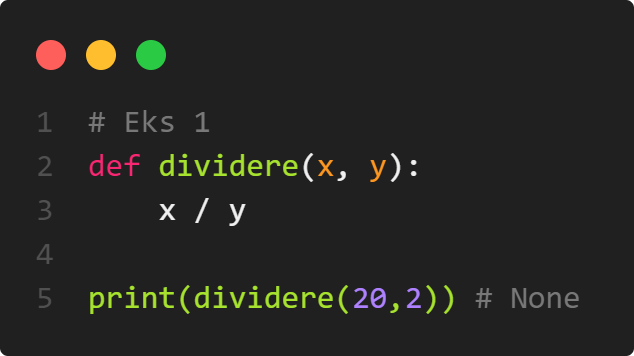 1 # Eks 1
2 def dividere(x, y):
3     x / y
4
5 print(dividere(20,2)) # None